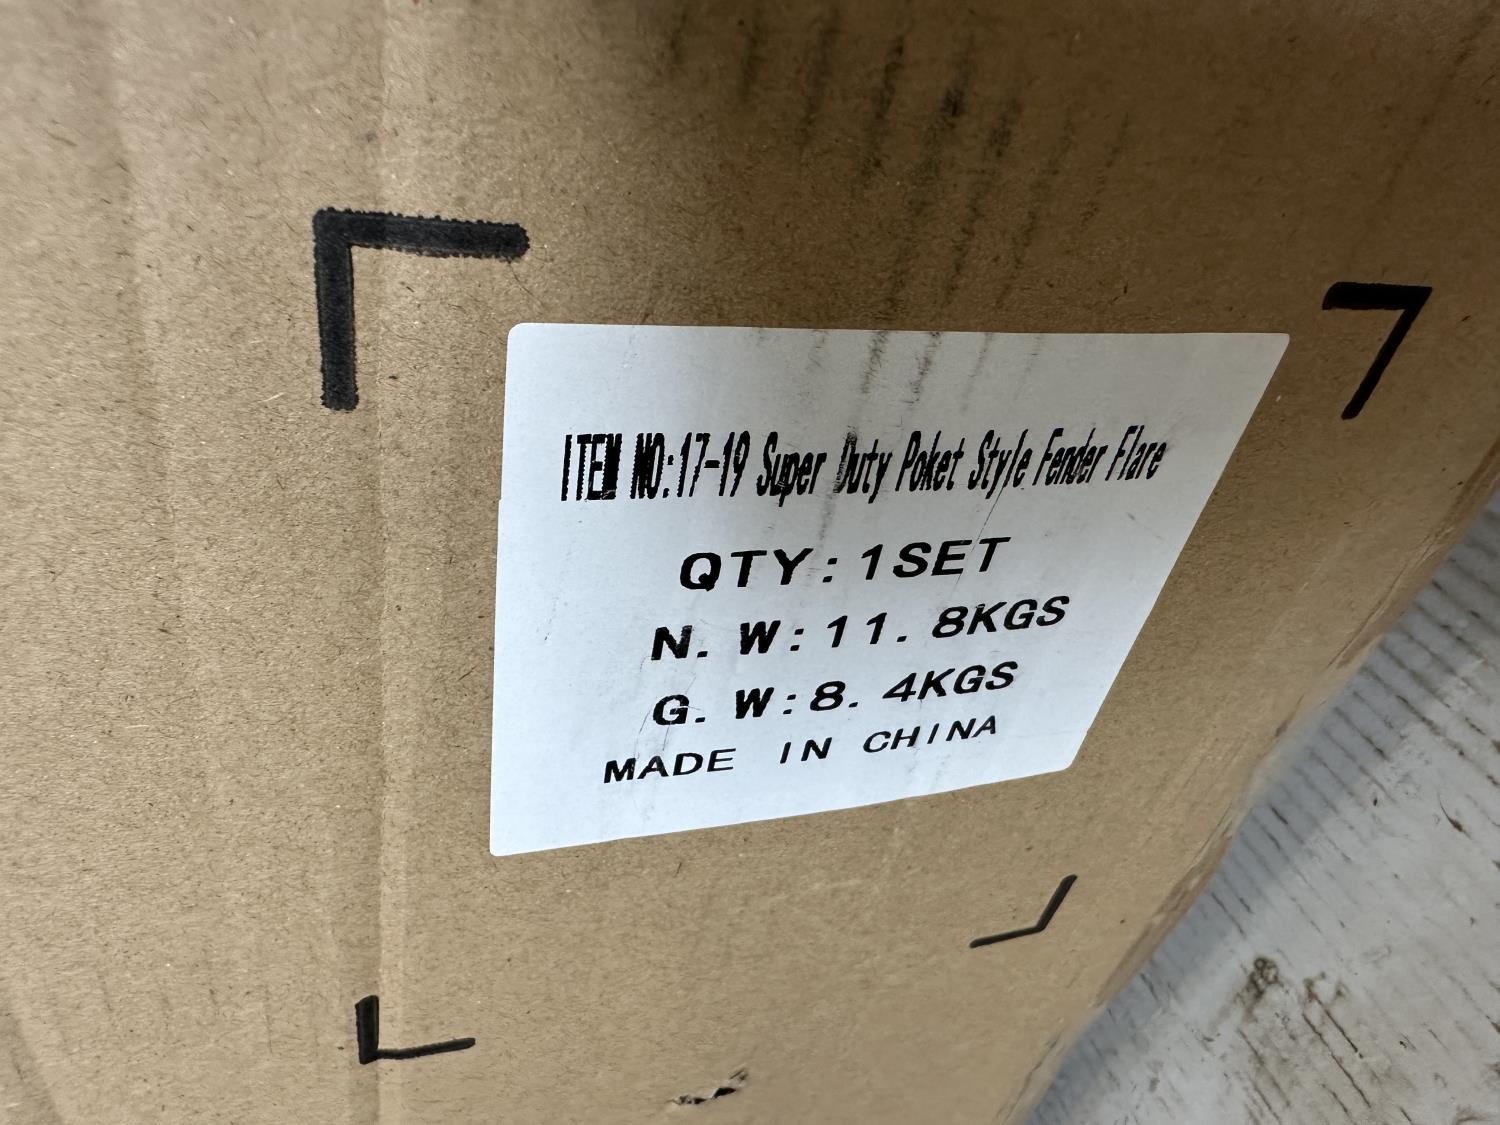 ITEM NO:17-19 Super Duty Poket Style Fender Flare
QTY:1SET
N. W:11. 8KGS
G. W:8. 4KGS
MADE IN CHINA